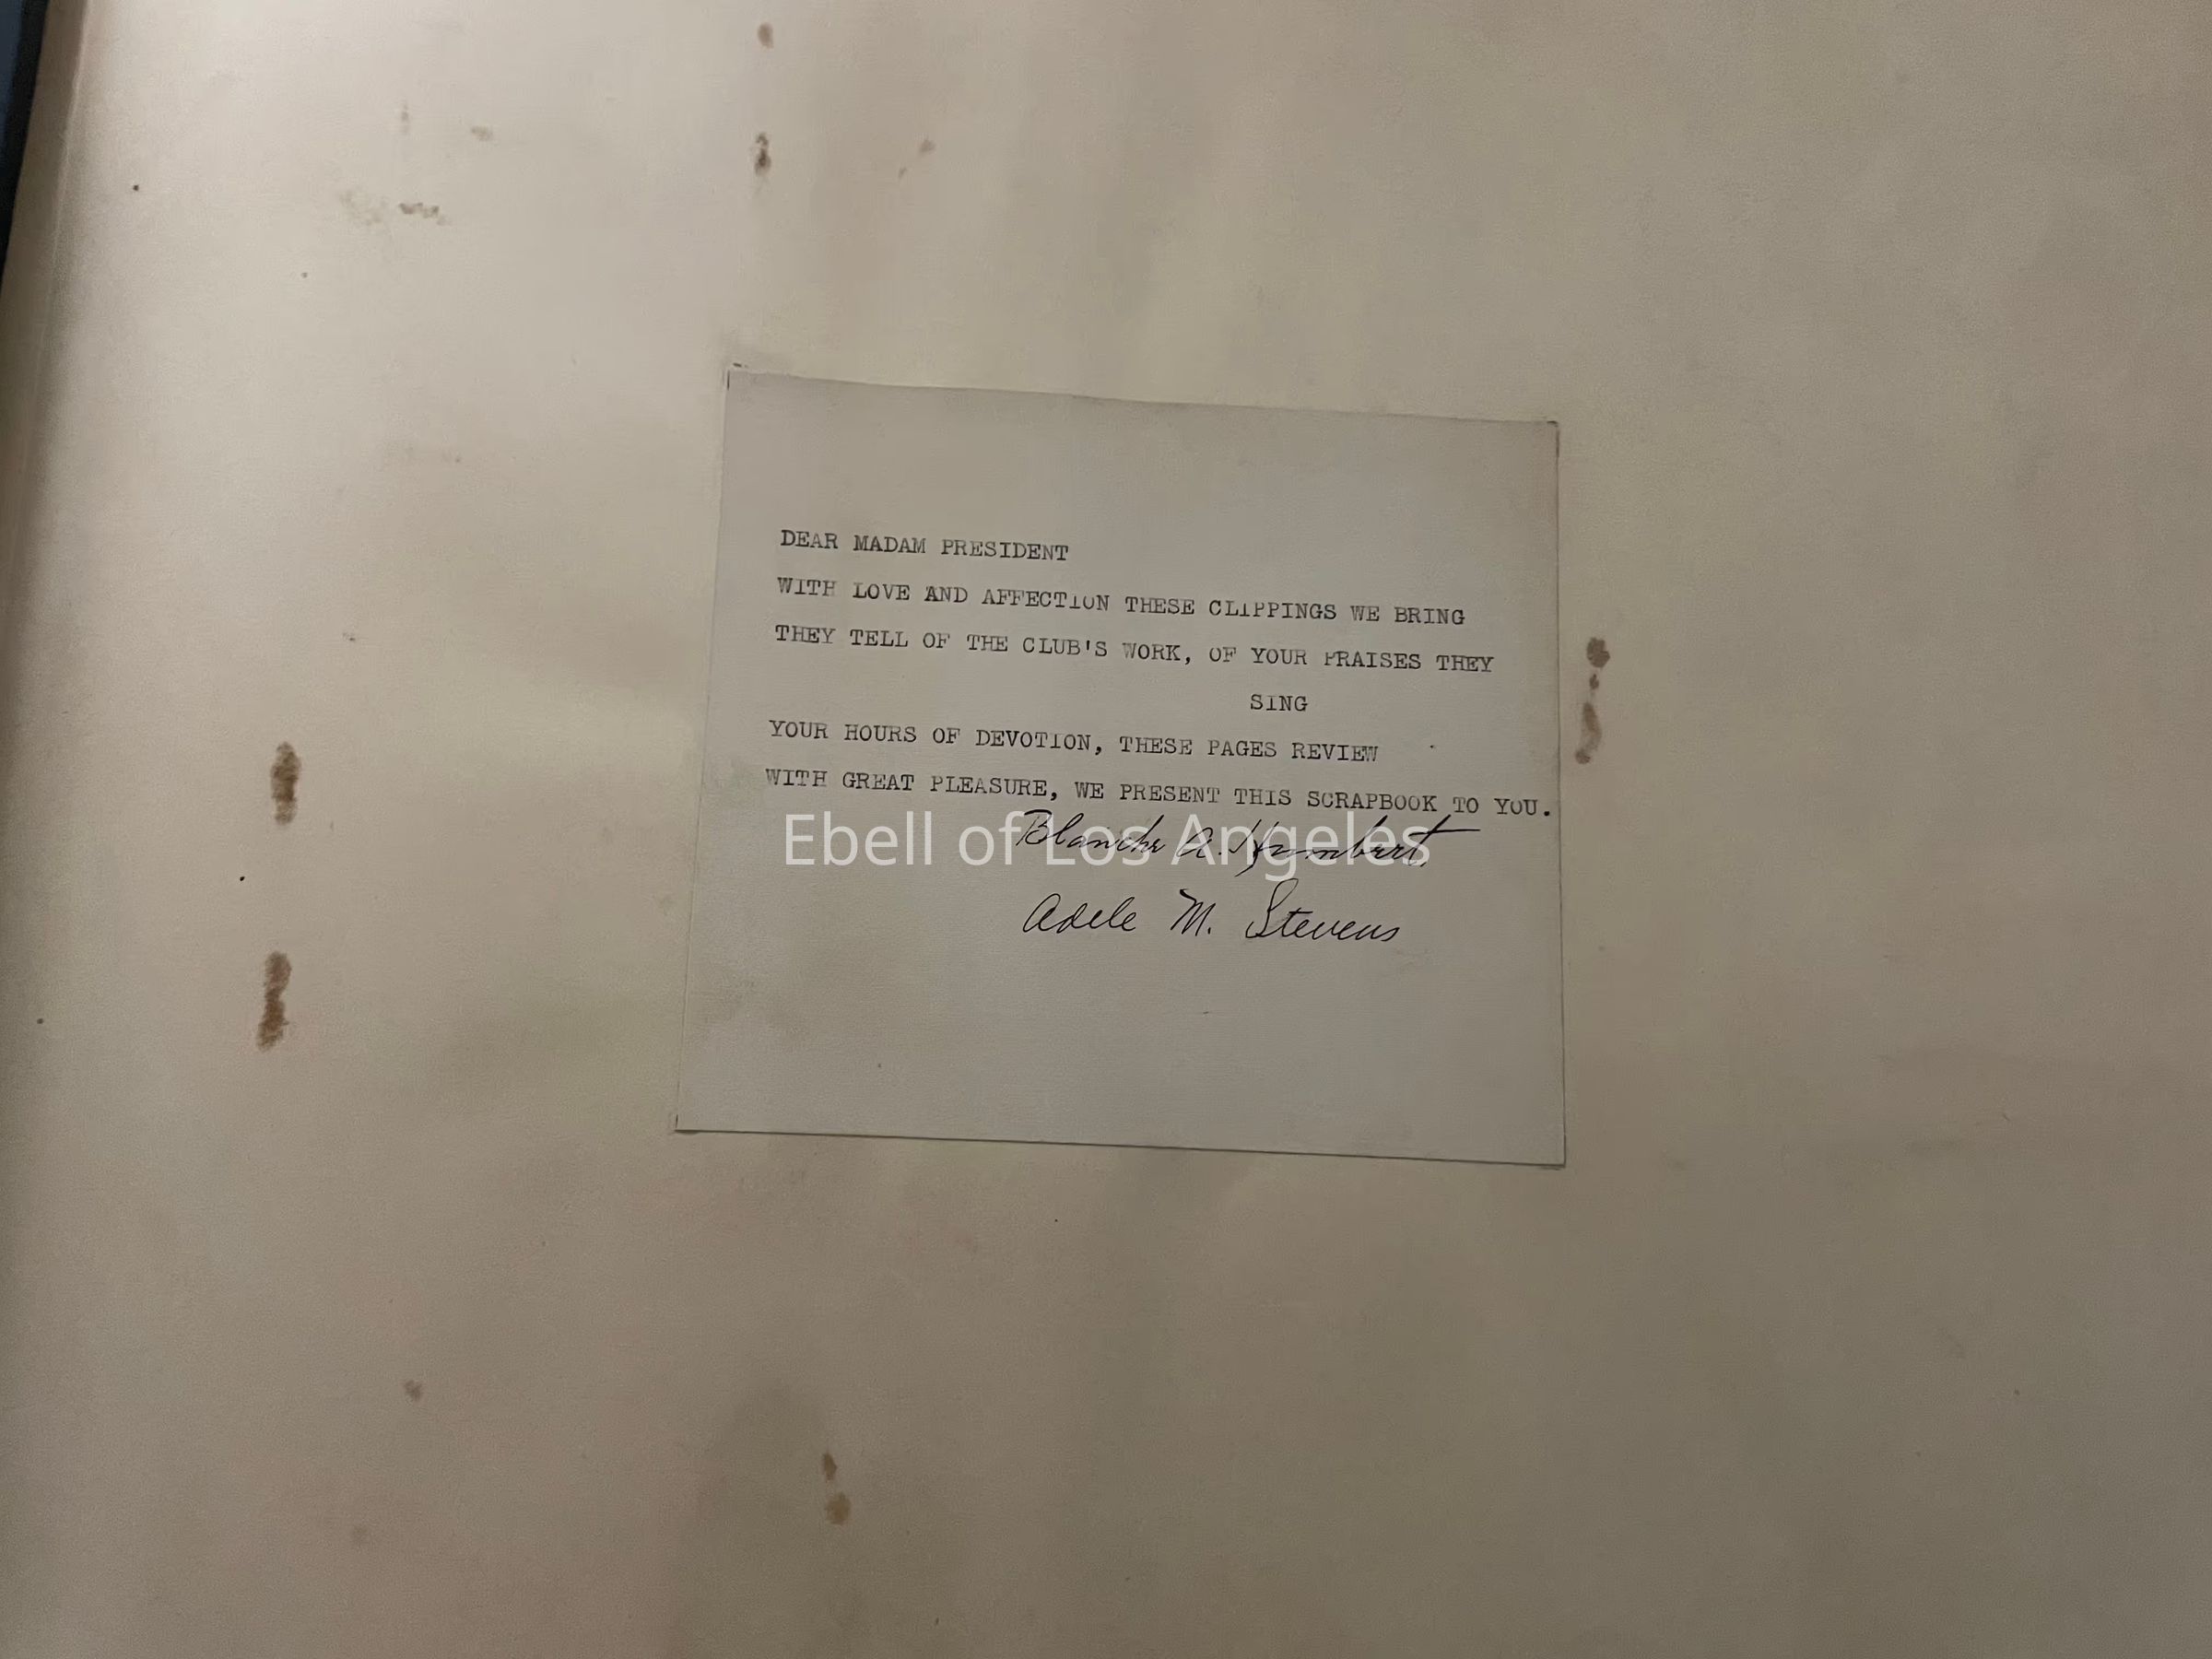 DEAR MADAM PRESIDENT
WITH LOVE AND AFFECTION THESE CLIPPINGS WE BRING
THEY TELL OF THE CLUB'S WORK, OF YOUR PRAISES THEY
SING
YOUR HOURS OF DEVOTION, THESE PAGES REVIEW
WITH GREAT PLEASURE, WE PRESENT THIS SCRAPBOOK TO YOU.
Blanche A. Humbert,
Ebell of Los Angeles
Adele M. Stevens